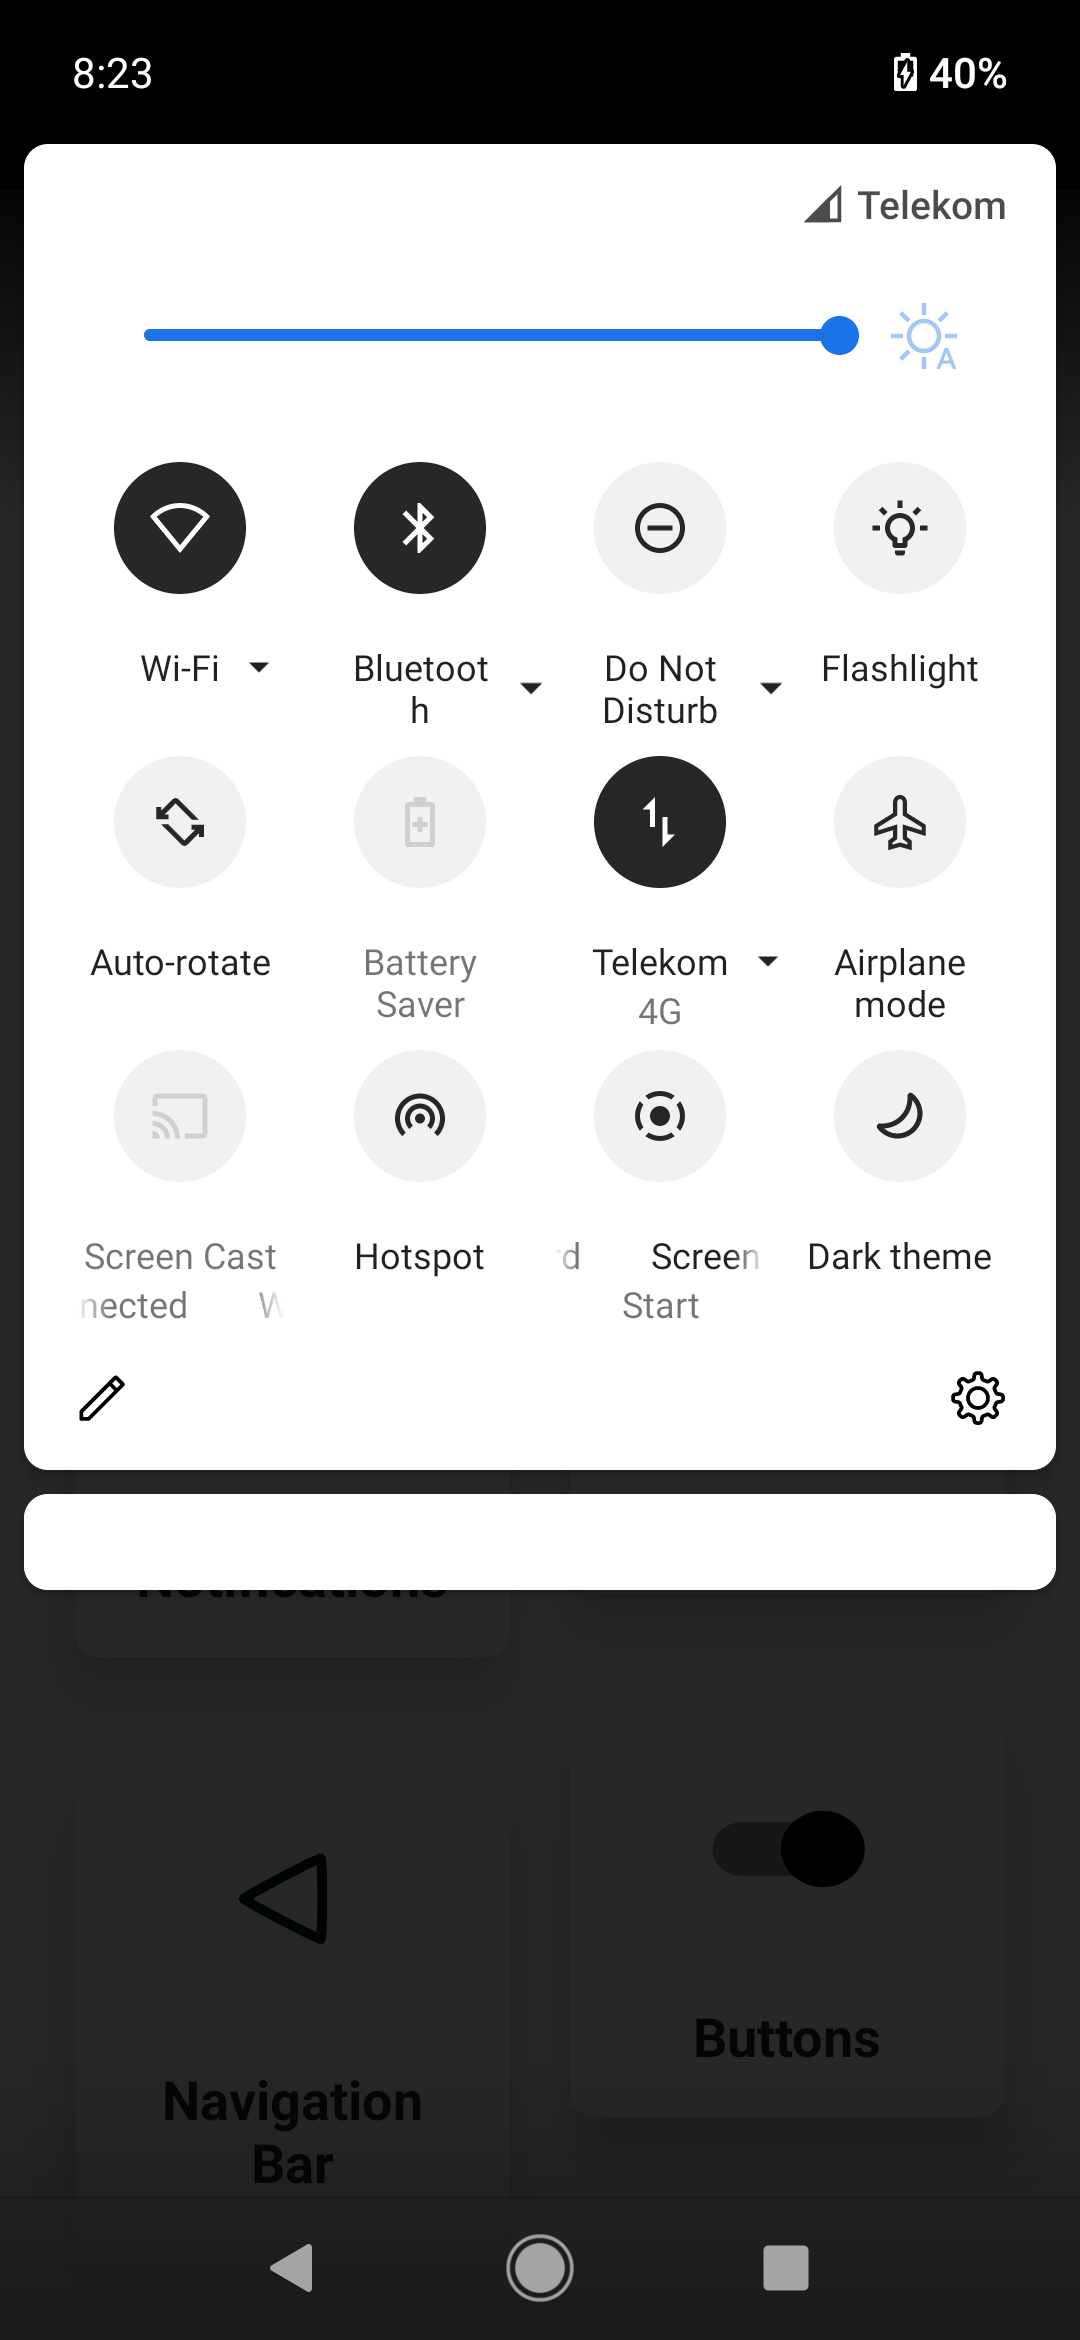 8:23 40%
Telekom
A
Wi-Fi
Bluetoot
h
Do Not
Disturb
Flashlight
Auto-rotate
Battery
Saver
Telekom
4G
Airplane
mode
Screen Cast
nected W
Hotspot
d Screen
Start
Dark theme
Notifications
Buttons
Navigation
Bar